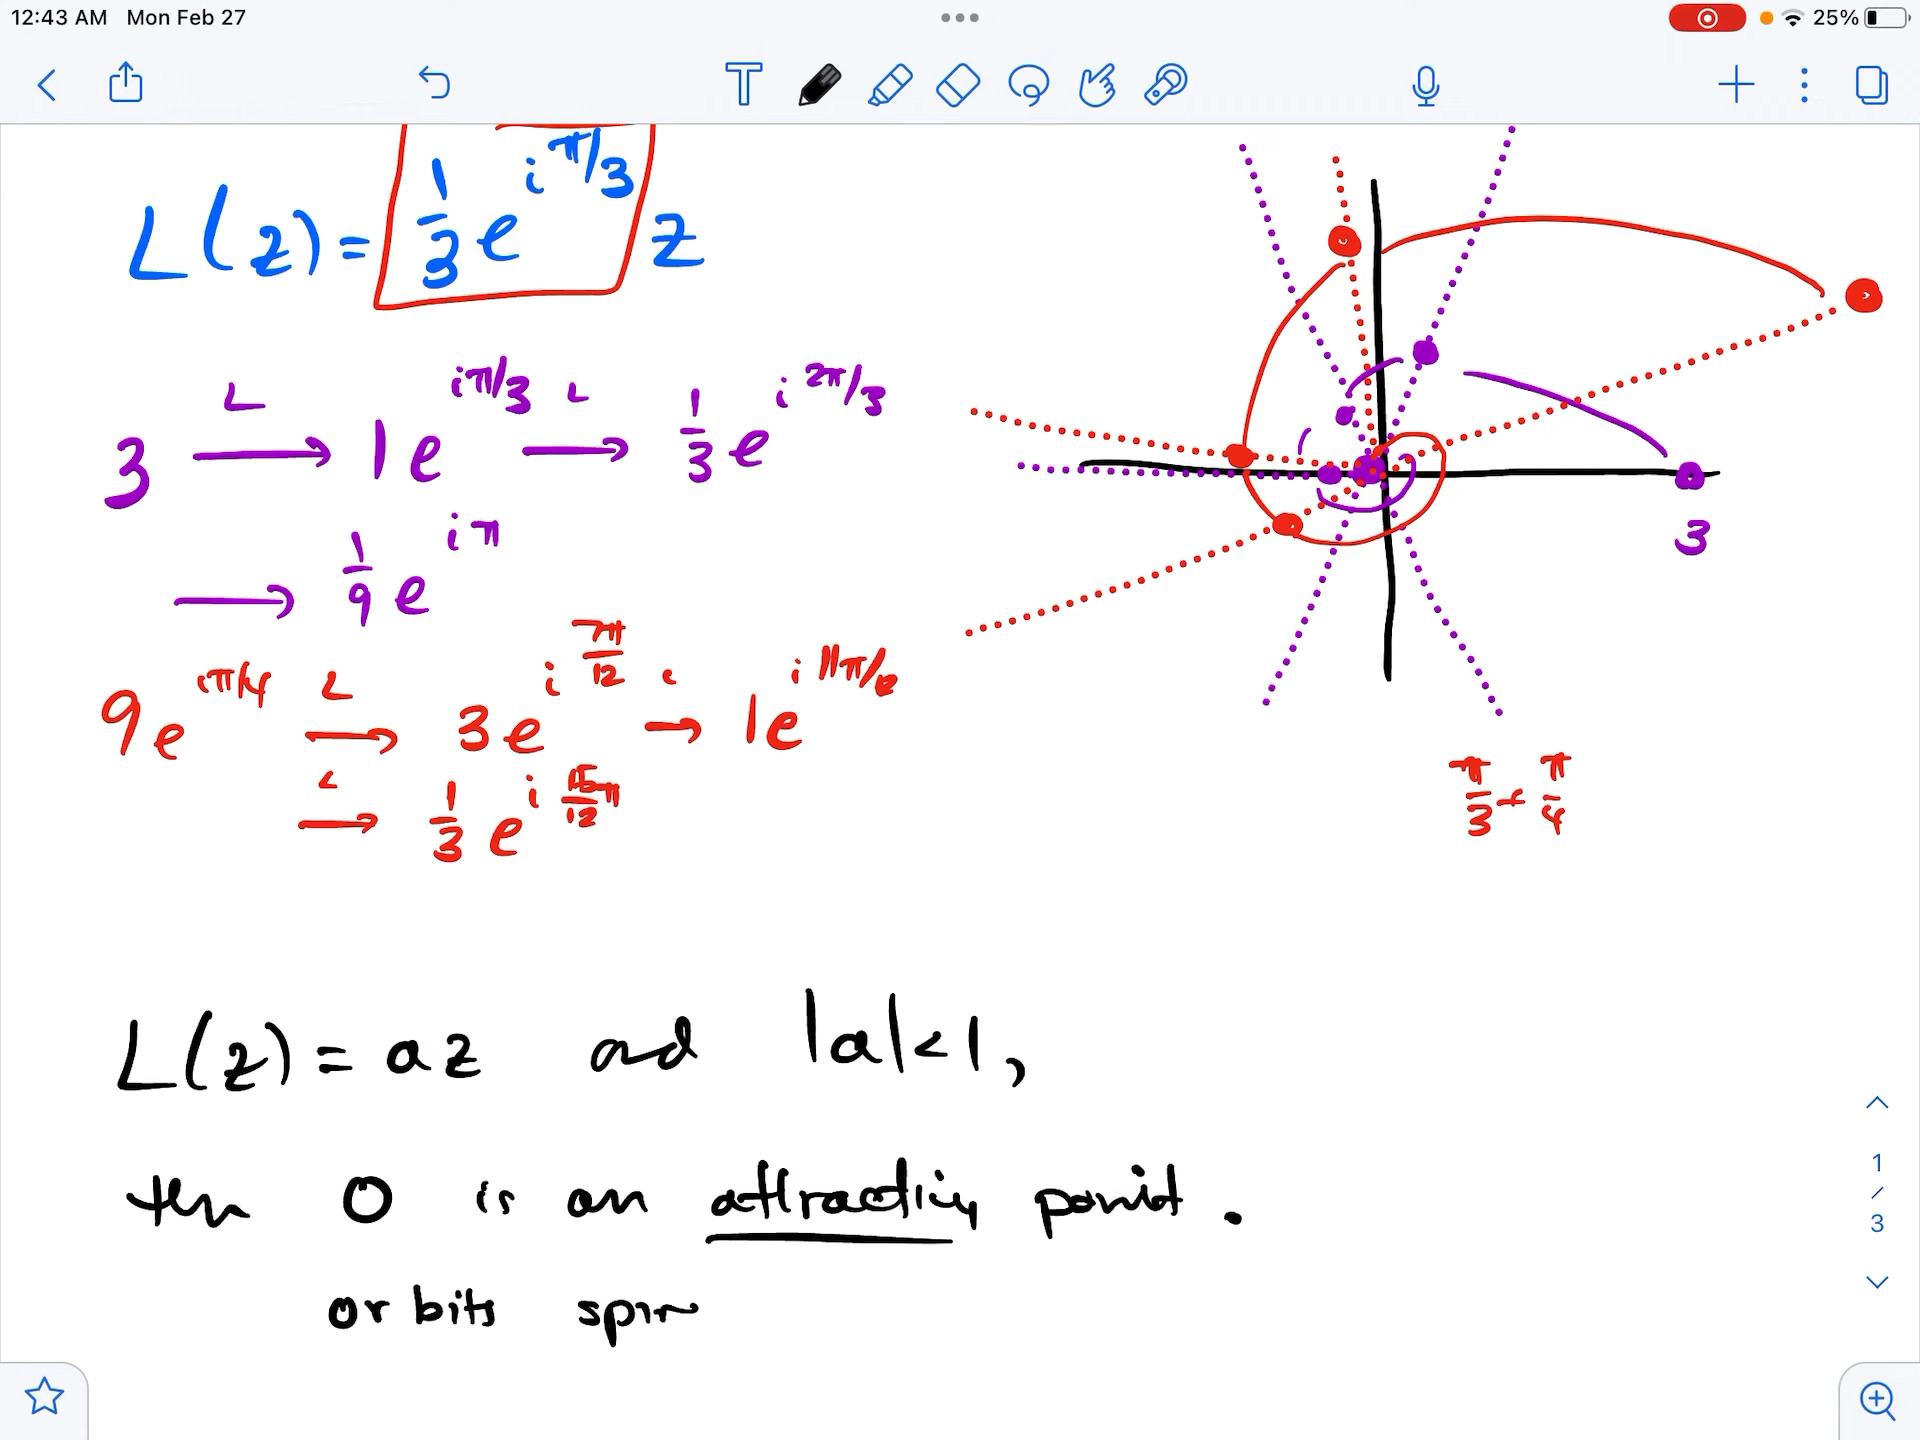 12:43 AM Mon Feb 27
25%
L(z) = 1/3 e^{iπ/3} z
3 →^L 1e^{iπ/3} →^L 1/3 e^{i2π/3}
→ 1/9 e^{iπ}
3
9e^{iπ/4} →^L 3e^{i7π/12} →^L 1e^{i11π/12}
→^L 1/3 e^{i15π/12}
π/3 + π/4
L(z) = az and |a|<1,
then 0 is an attracting point.
orbits spir
1
/
3